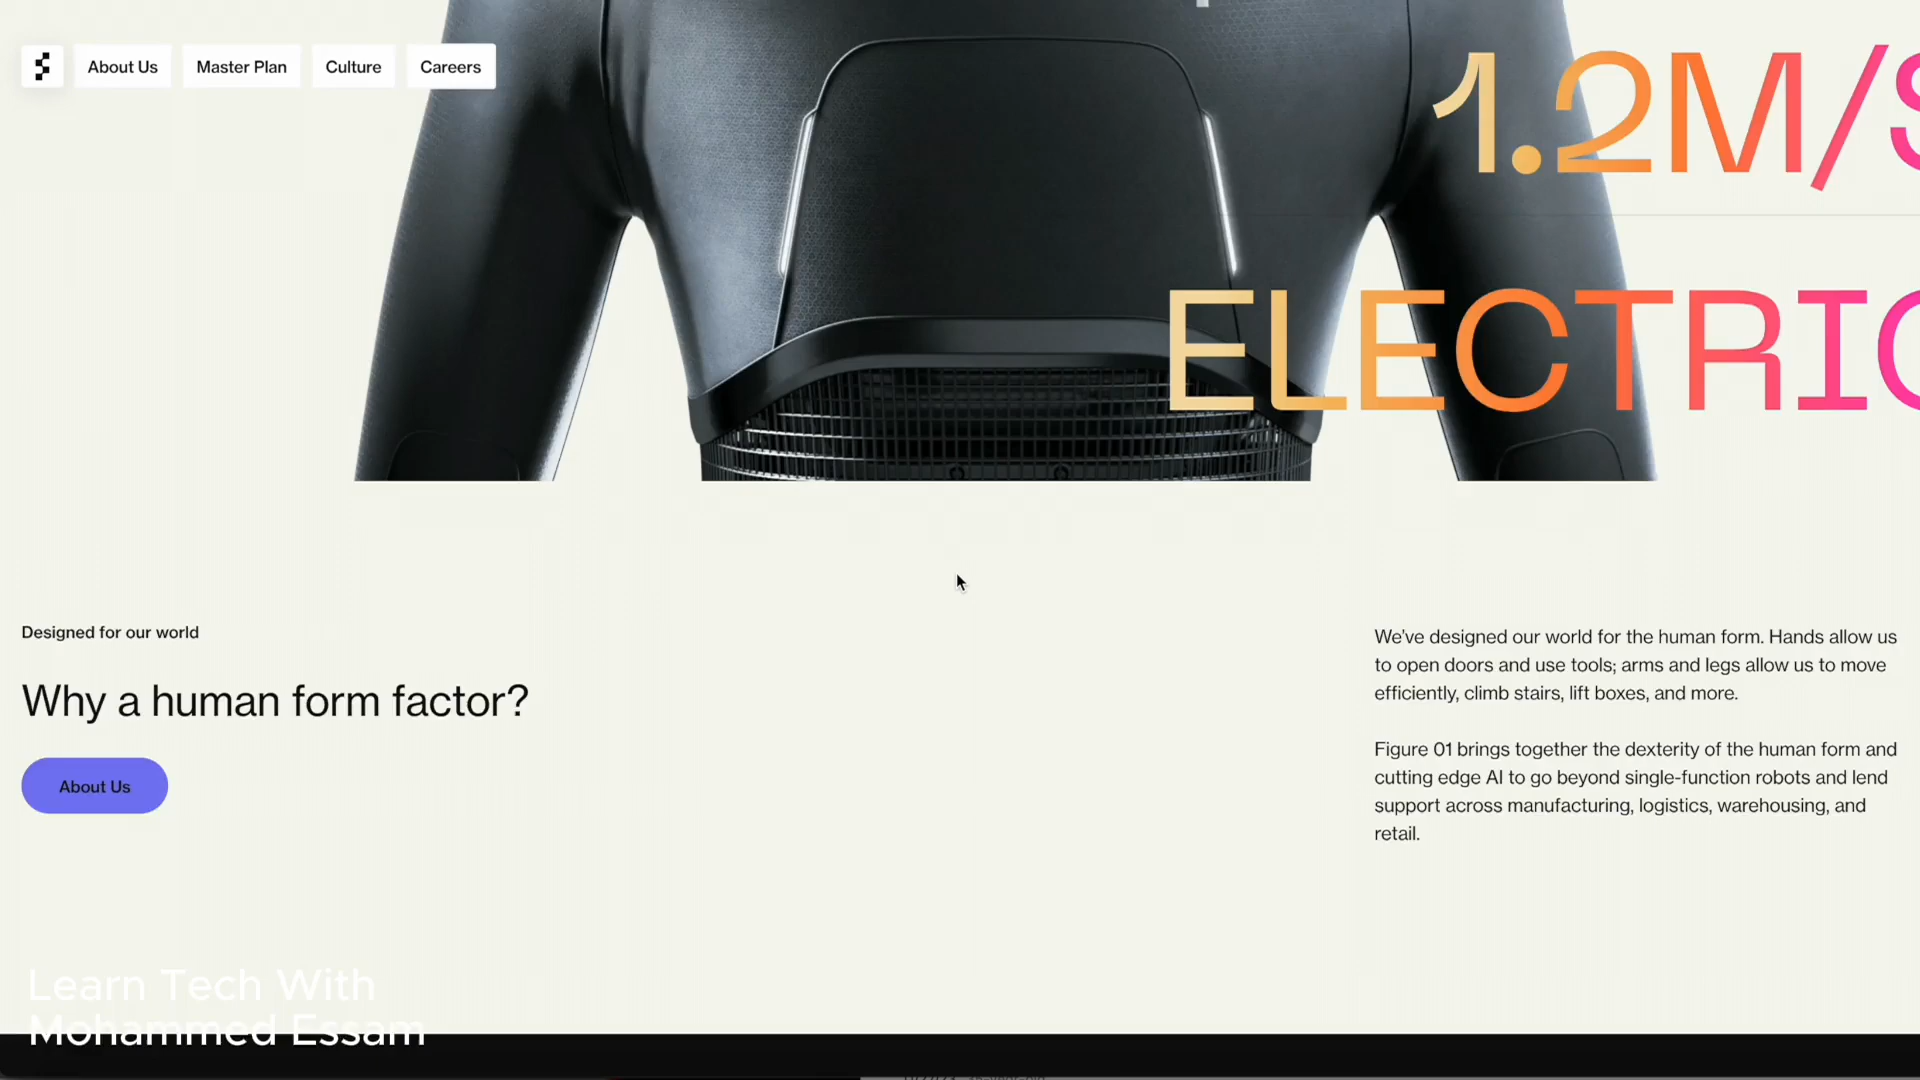 About Us
Master Plan
Culture
Careers
1.2M/S
ELECTRIC
Designed for our world
Why a human form factor?
About Us
We've designed our world for the human form. Hands allow us
to open doors and use tools; arms and legs allow us to move
efficiently, climb stairs, lift boxes, and more.
Figure 01 brings together the dexterity of the human form and
cutting edge AI to go beyond single-function robots and lend
support across manufacturing, logistics, warehousing, and
retail.
Learn Tech With
Mohammed Essam